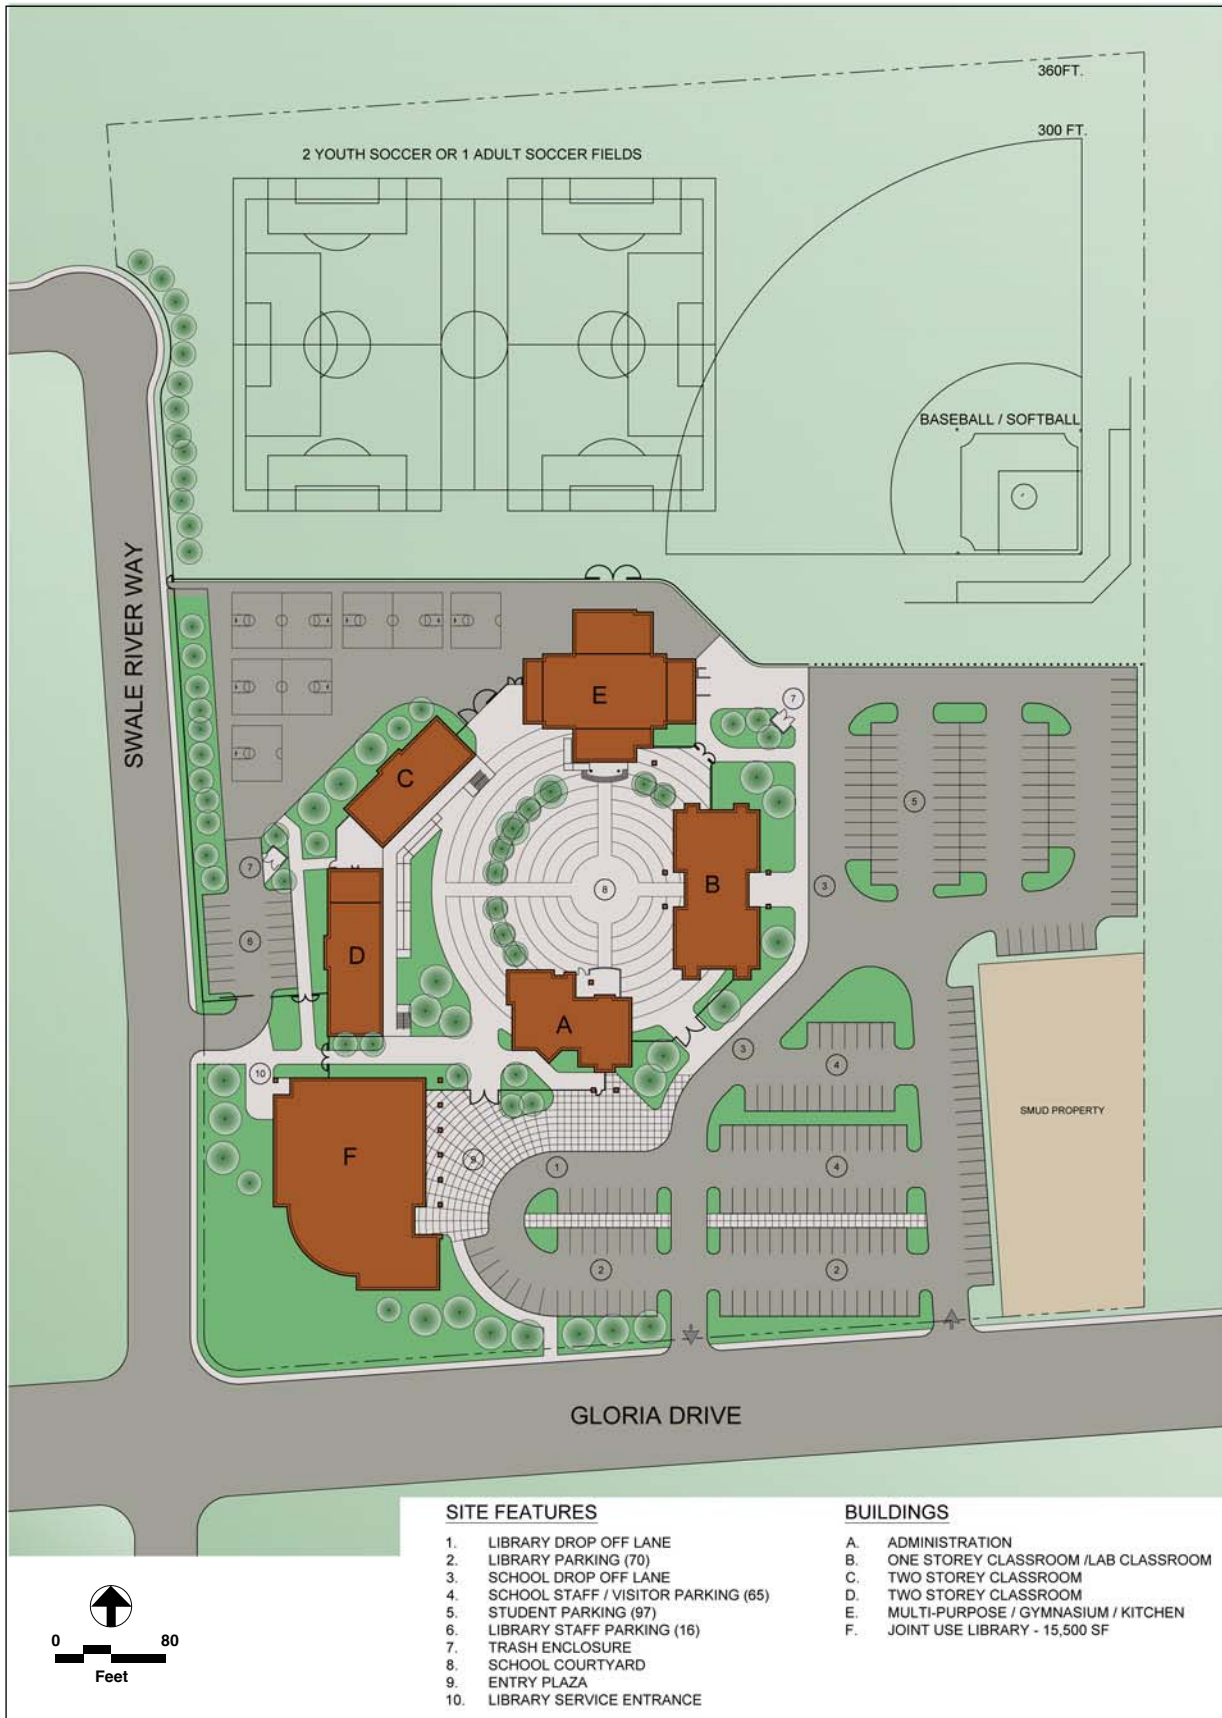 360FT.
300 FT.
2 YOUTH SOCCER OR 1 ADULT SOCCER FIELDS
BASEBALL / SOFTBALL
SWALE RIVER WAY
E
7
C
5
B
8
3
7
D
6
A
3
4
10
SMUD PROPERTY
F
9
1
4
2
2
GLORIA DRIVE
SITE FEATURES
1. LIBRARY DROP OFF LANE
2. LIBRARY PARKING (70)
3. SCHOOL DROP OFF LANE
4. SCHOOL STAFF / VISITOR PARKING (65)
5. STUDENT PARKING (97)
6. LIBRARY STAFF PARKING (16)
7. TRASH ENCLOSURE
8. SCHOOL COURTYARD
9. ENTRY PLAZA
10. LIBRARY SERVICE ENTRANCE
BUILDINGS
A. ADMINISTRATION
B. ONE STOREY CLASSROOM /LAB CLASSROOM
C. TWO STOREY CLASSROOM
D. TWO STOREY CLASSROOM
E. MULTI-PURPOSE / GYMNASIUM / KITCHEN
F. JOINT USE LIBRARY - 15,500 SF
0 80
Feet